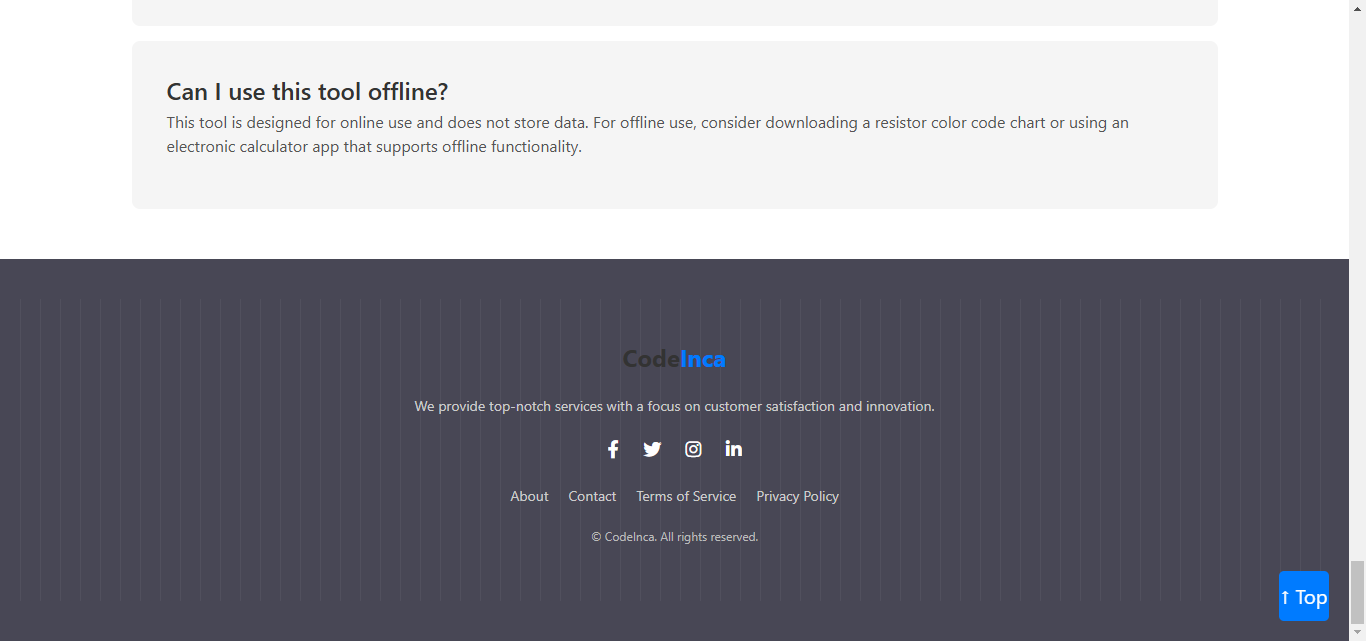 Can I use this tool offline?
This tool is designed for online use and does not store data. For offline use, consider downloading a resistor color code chart or using an
electronic calculator app that supports offline functionality.
CodeInca
We provide top-notch services with a focus on customer satisfaction and innovation.
About Contact Terms of Service Privacy Policy
© CodeInca. All rights reserved.
↑ Top